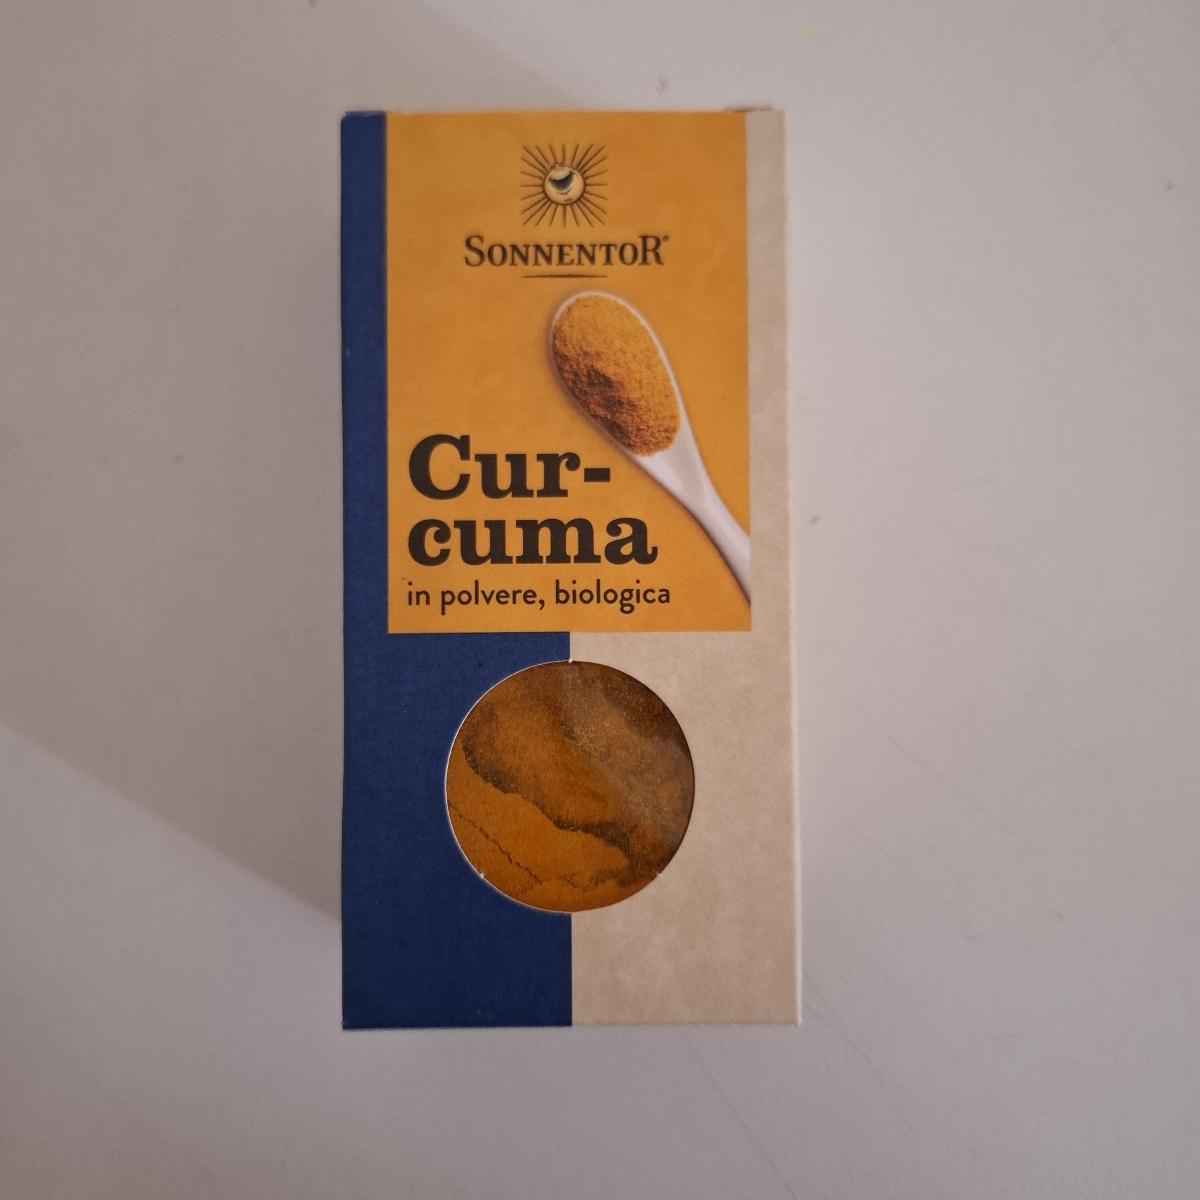 SONNENTOR®
Cur-
cuma
in polvere, biologica